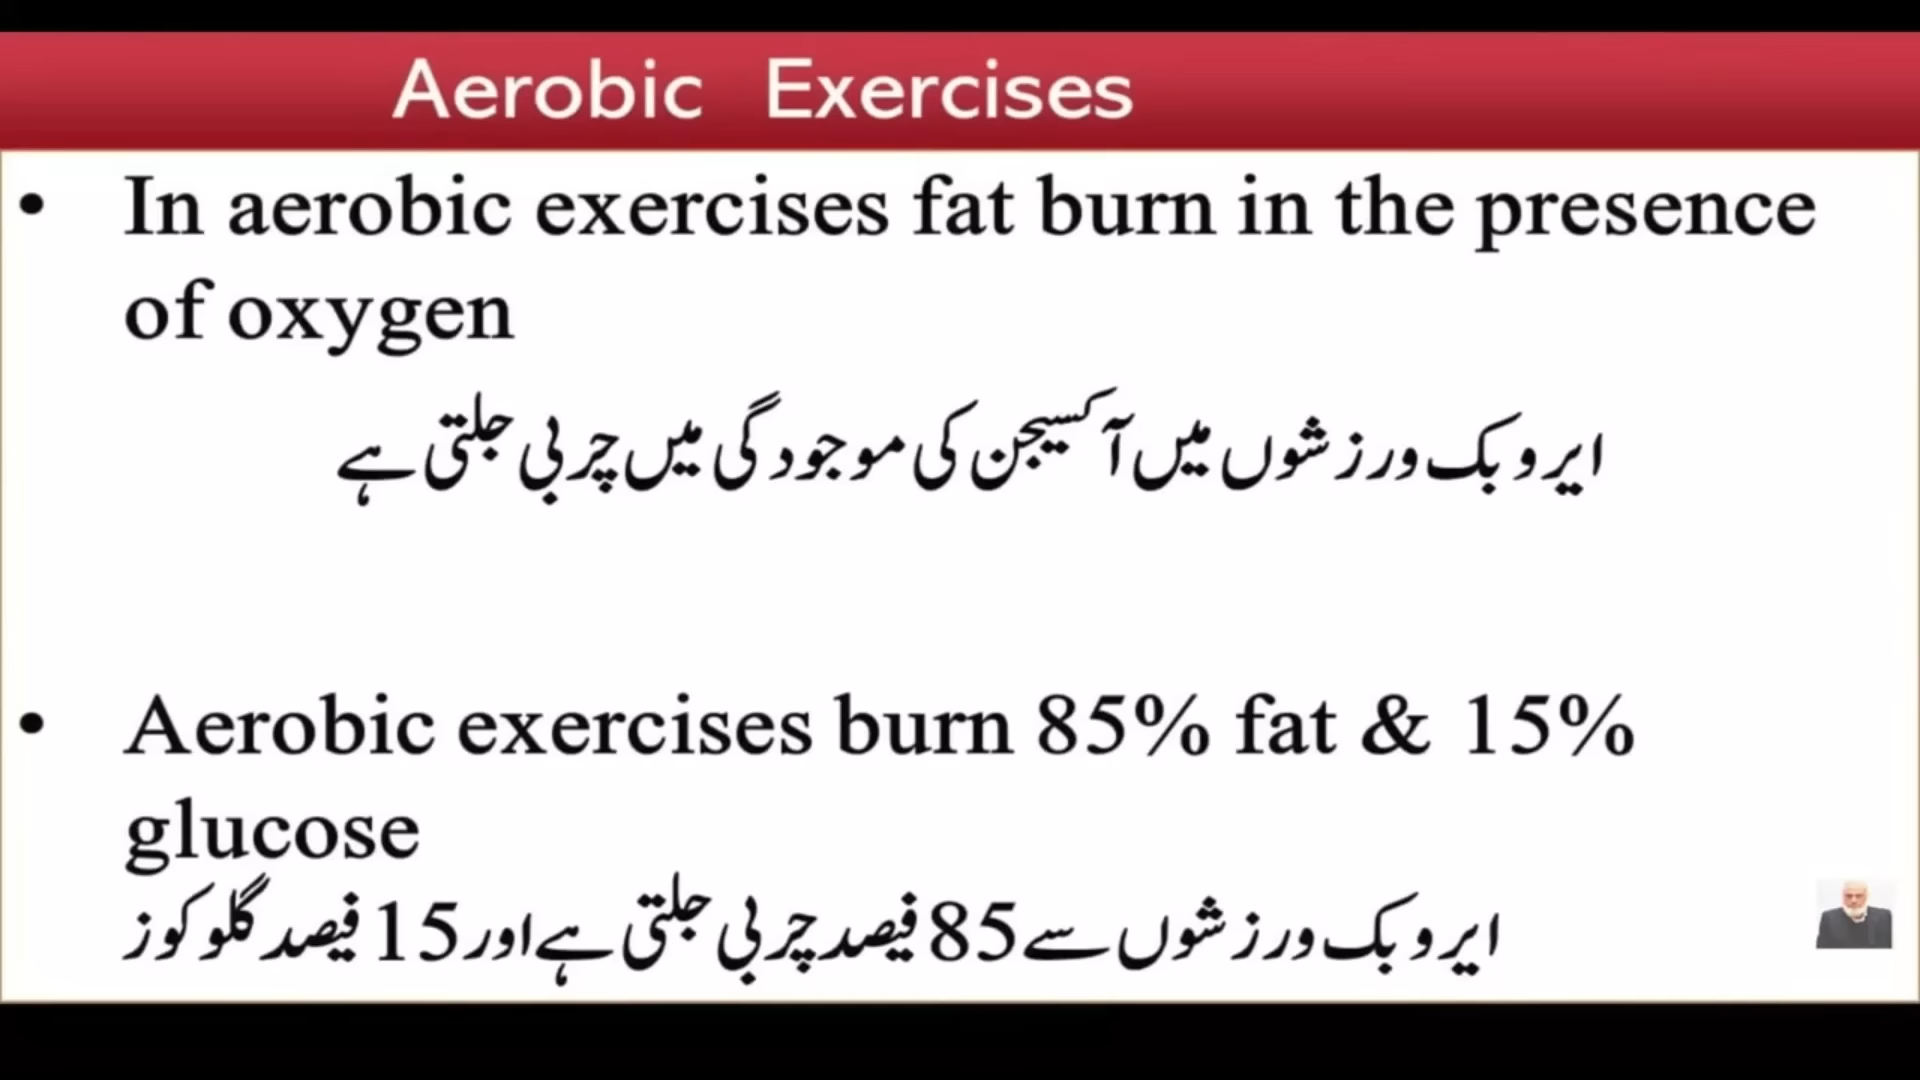 Aerobic Exercises
• In aerobic exercises fat burn in the presence
of oxygen
ایروبک ورزشوں میں آکسیجن کی موجودگی میں چربی جلتی ہے
• Aerobic exercises burn 85% fat & 15%
glucose
ایروبک ورزشوں سے 85 فیصد چربی جلتی ہے اور 15 فیصد گلوکوز